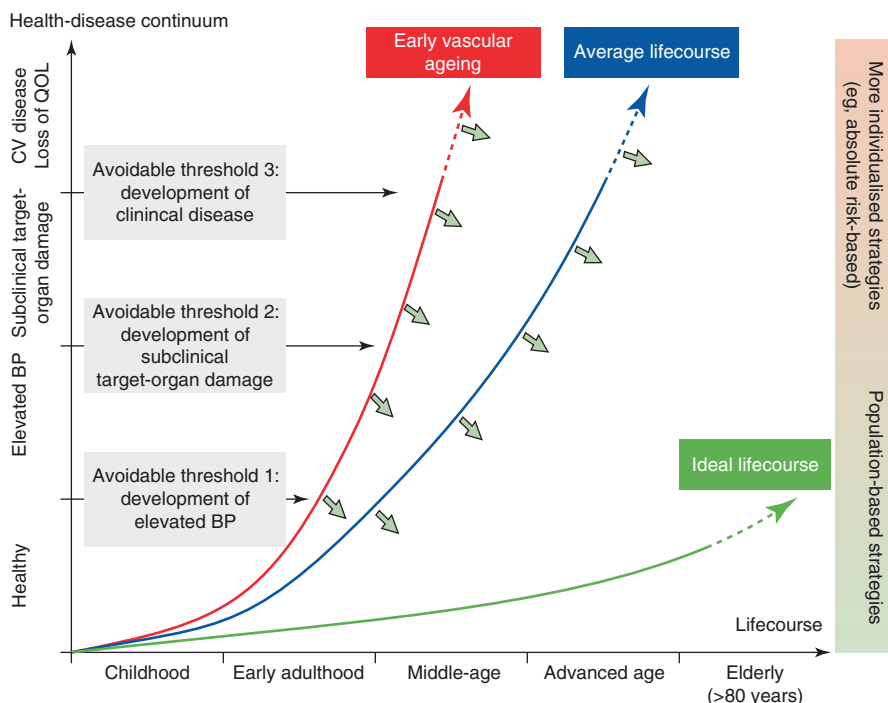 Health-disease continuum
CV disease
Loss of QOL
Subclinical target-
organ damage
Elevated BP
Healthy
Early vascular
ageing
Average lifecourse
Ideal lifecourse
Avoidable threshold 3:
development of
clinincal disease
Avoidable threshold 2:
development of
subclinical
target-organ damage
Avoidable threshold 1:
development of
elevated BP
More individualised strategies
(eg, absolute risk-based)
Population-based strategies
Lifecourse
Childhood
Early adulthood
Middle-age
Advanced age
Elderly
(>80 years)